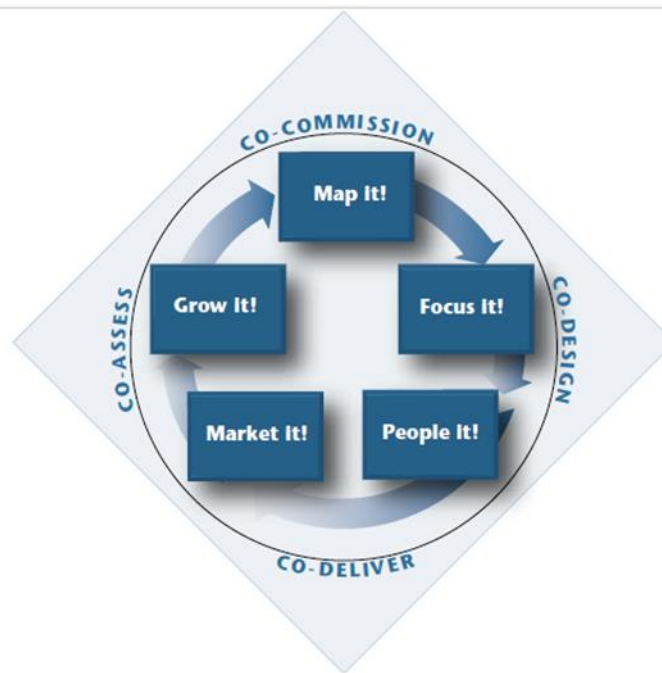 CO-COMMISSION
Map it!
Grow it!
Focus it!
CO-ASSESS
CO-DESIGN
Market it!
People it!
CO-DELIVER